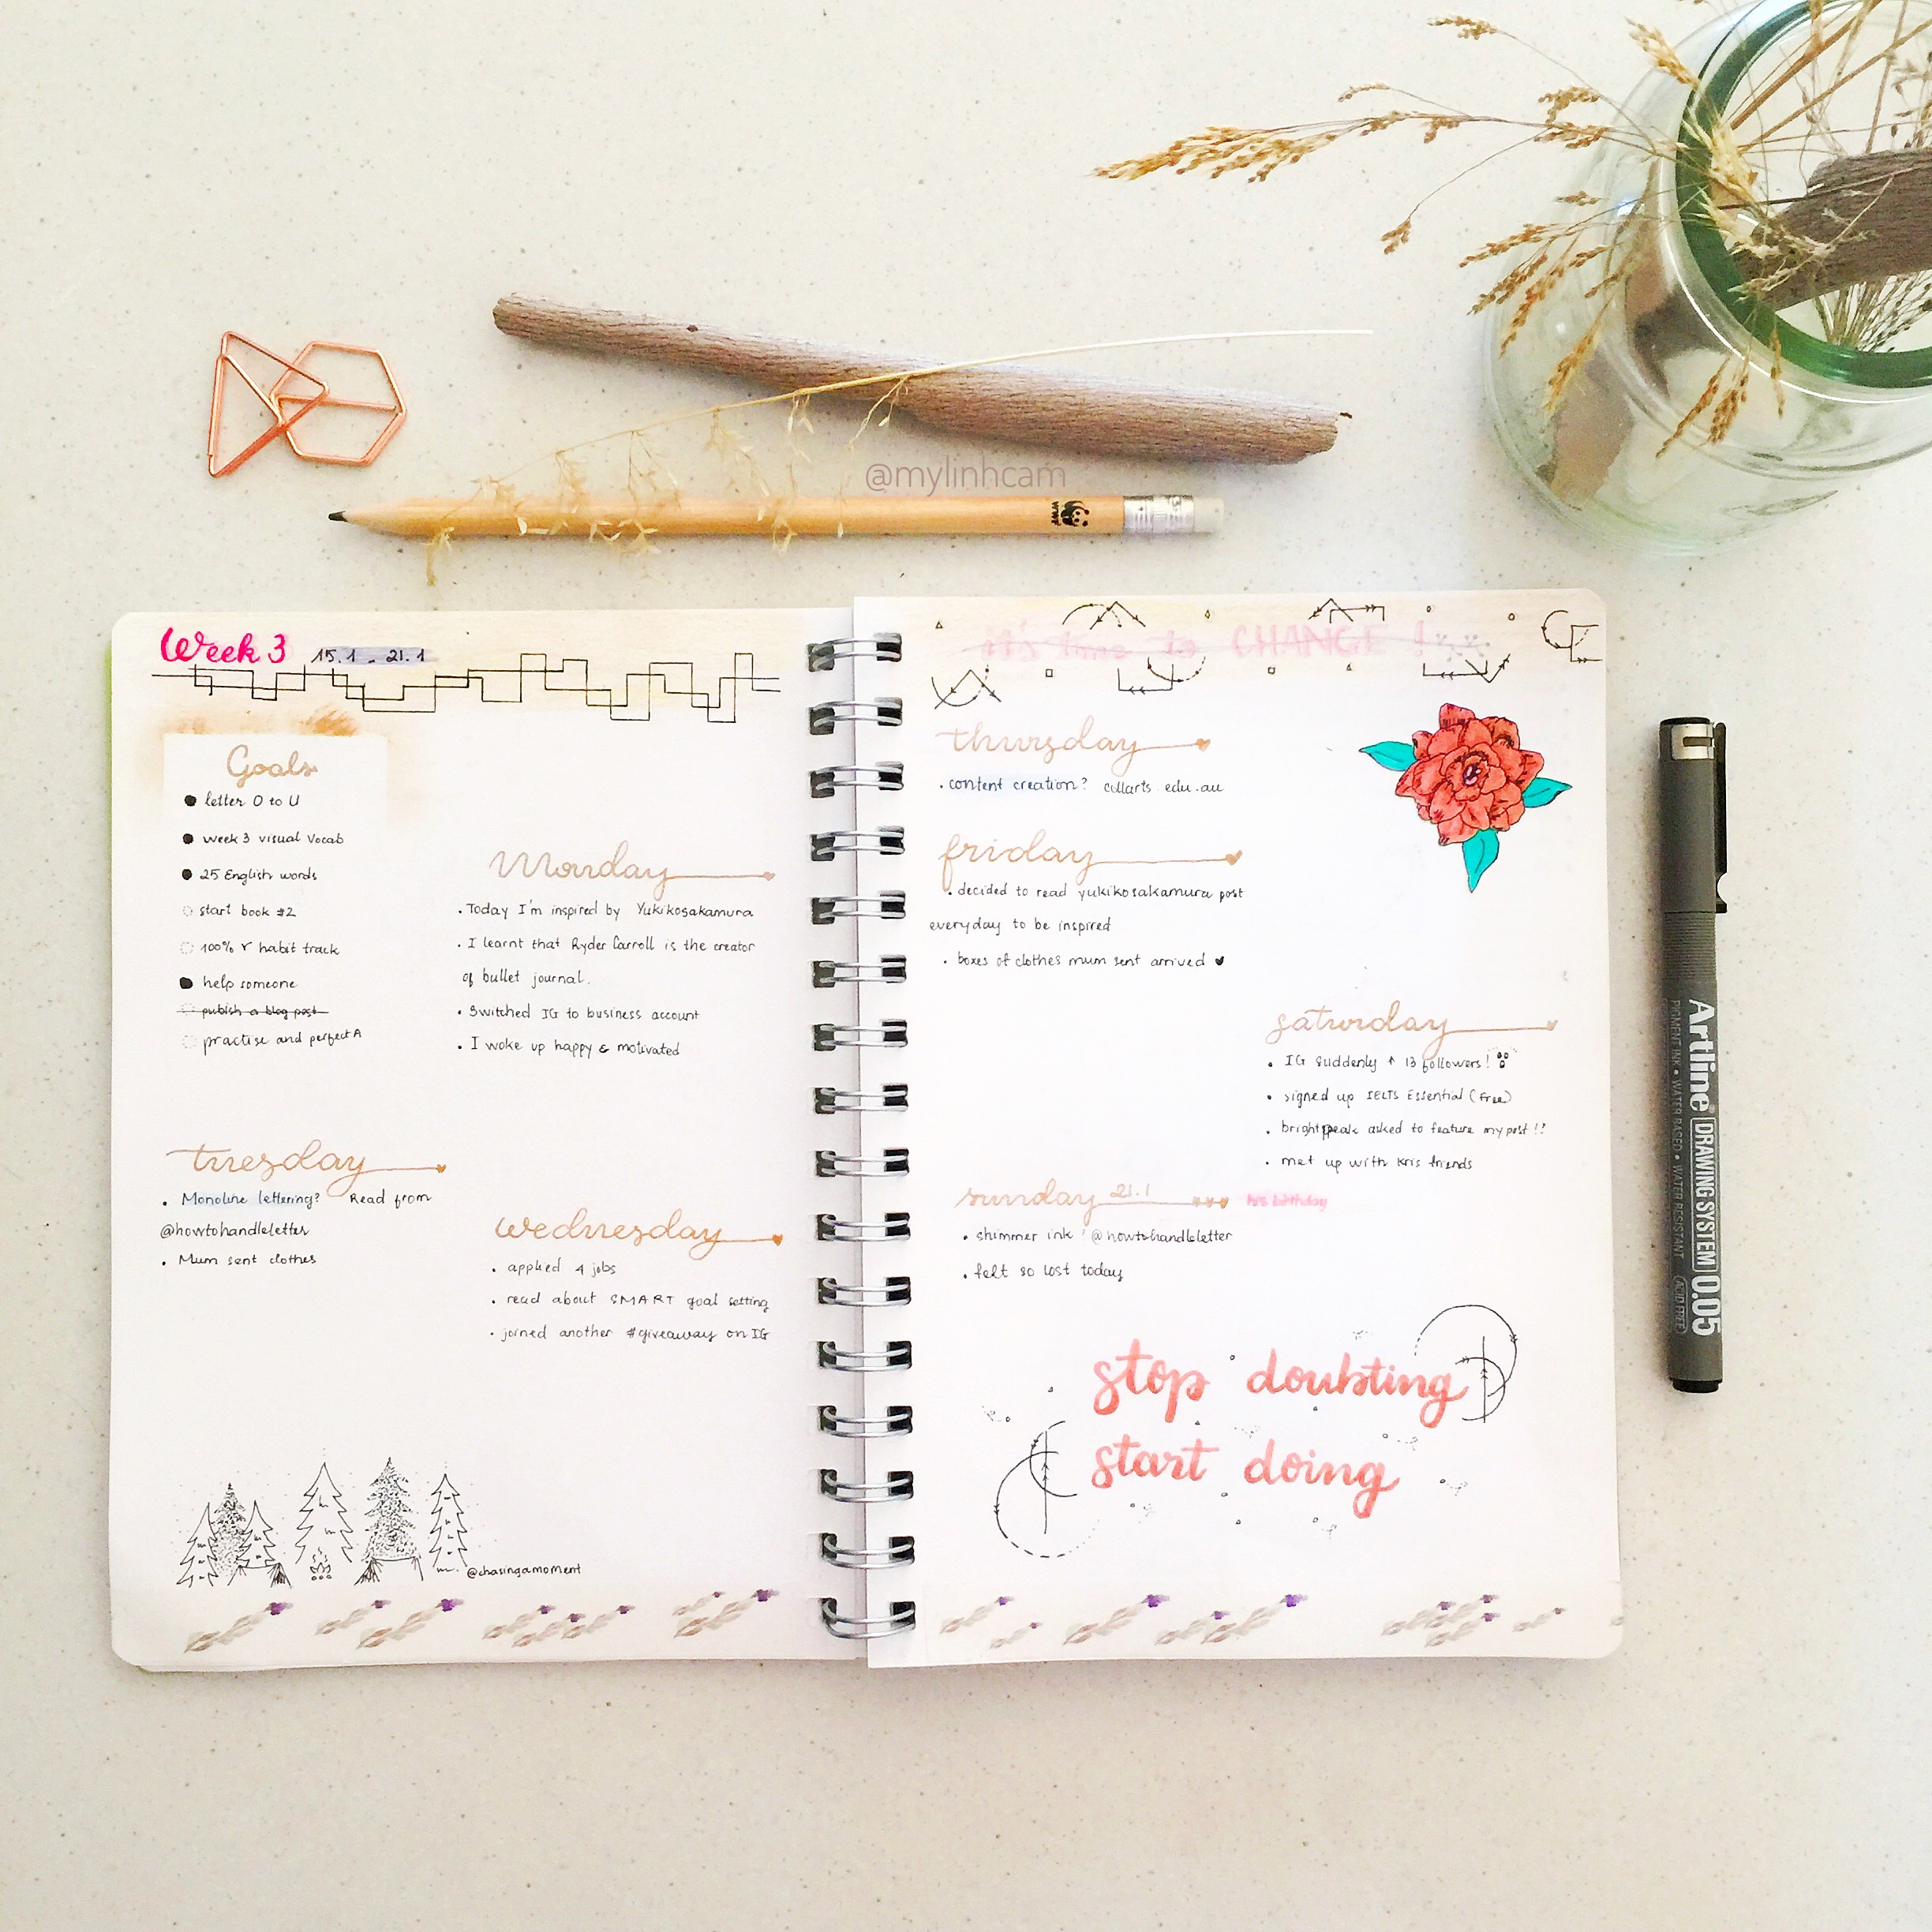 @mylinhcam
WWF
Week 3 15.1 - 21.1
Goals
letter O to U
week 3 visual vocab
25 English words
start book #2
100% r habit track
help someone
publish a blog post
practise and perfect A
Monday
. Today I'm inspired by Yukikosakamura
. I learnt that Ryder Carroll is the creator
of bullet journal.
. Switched IG to business account
. I woke up happy & motivated
tuesday
. Monoline lettering? Read from
@howtohandleletter
. Mum sent clothes
wednesday
. applied 4 jobs
. read about SMART goal setting
. joined another #giveaway on IG
@chasingamoment
it's time to CHANGE !
thursday
. content creation? collarts.edu.au
friday
. decided to read yukikosakamura post
everyday to be inspired
. boxes of clothes mum sent arrived
saturday
. IG suddenly ↑ 13 followers!
. signed up IELTS Essential (free)
. brightspeak asked to feature my post !!
. met up with Kris friends
sunday 21.1 his birthday
. shimmer ink ! @howtohandleletter
. felt so lost today
stop doubting
start doing
Artline DRAWING SYSTEM 0.05
PIGMENT INK • WATER BASED • WATER RESISTANT ACID FREE